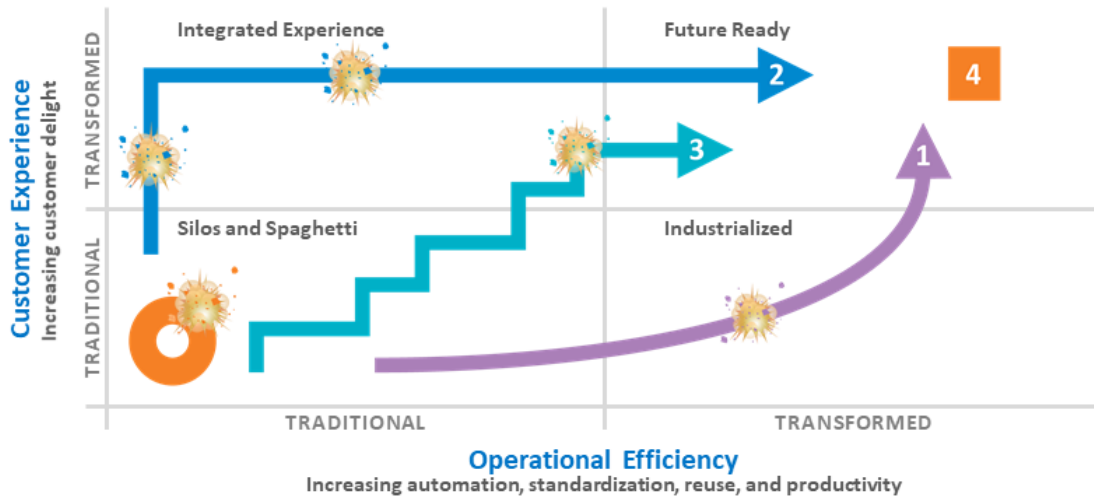 Integrated Experience
Future Ready
2
4
3
1
Silos and Spaghetti
Industrialized
Customer Experience
Increasing customer delight
TRANSFORMED
TRADITIONAL
TRADITIONAL
TRANSFORMED
Operational Efficiency
Increasing automation, standardization, reuse, and productivity